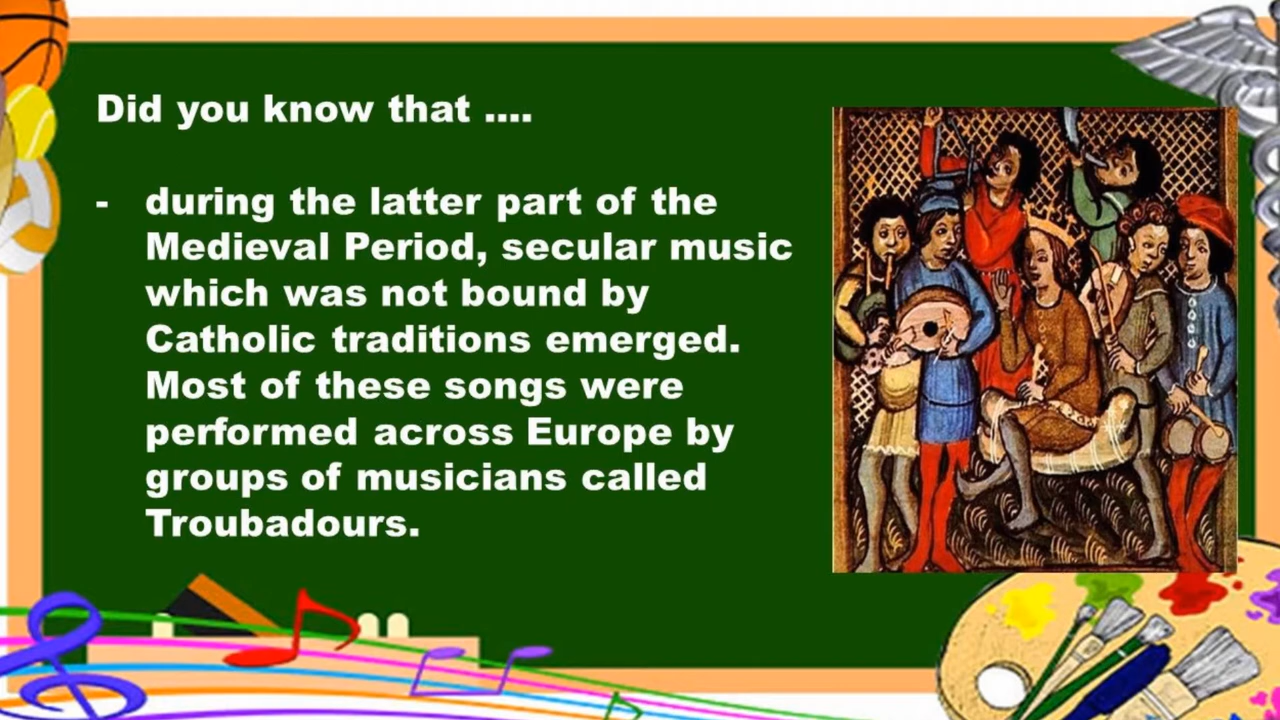 Did you know that ....
- during the latter part of the
Medieval Period, secular music
which was not bound by
Catholic traditions emerged.
Most of these songs were
performed across Europe by
groups of musicians called
Troubadours.